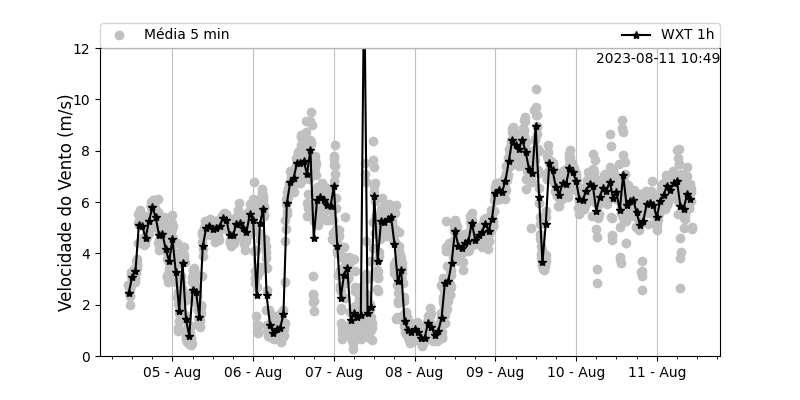 Média 5 min
WXT 1h
2023-08-11 10:49
Velocidade do Vento (m/s)
12
10
8
6
4
2
0
05 - Aug
06 - Aug
07 - Aug
08 - Aug
09 - Aug
10 - Aug
11 - Aug